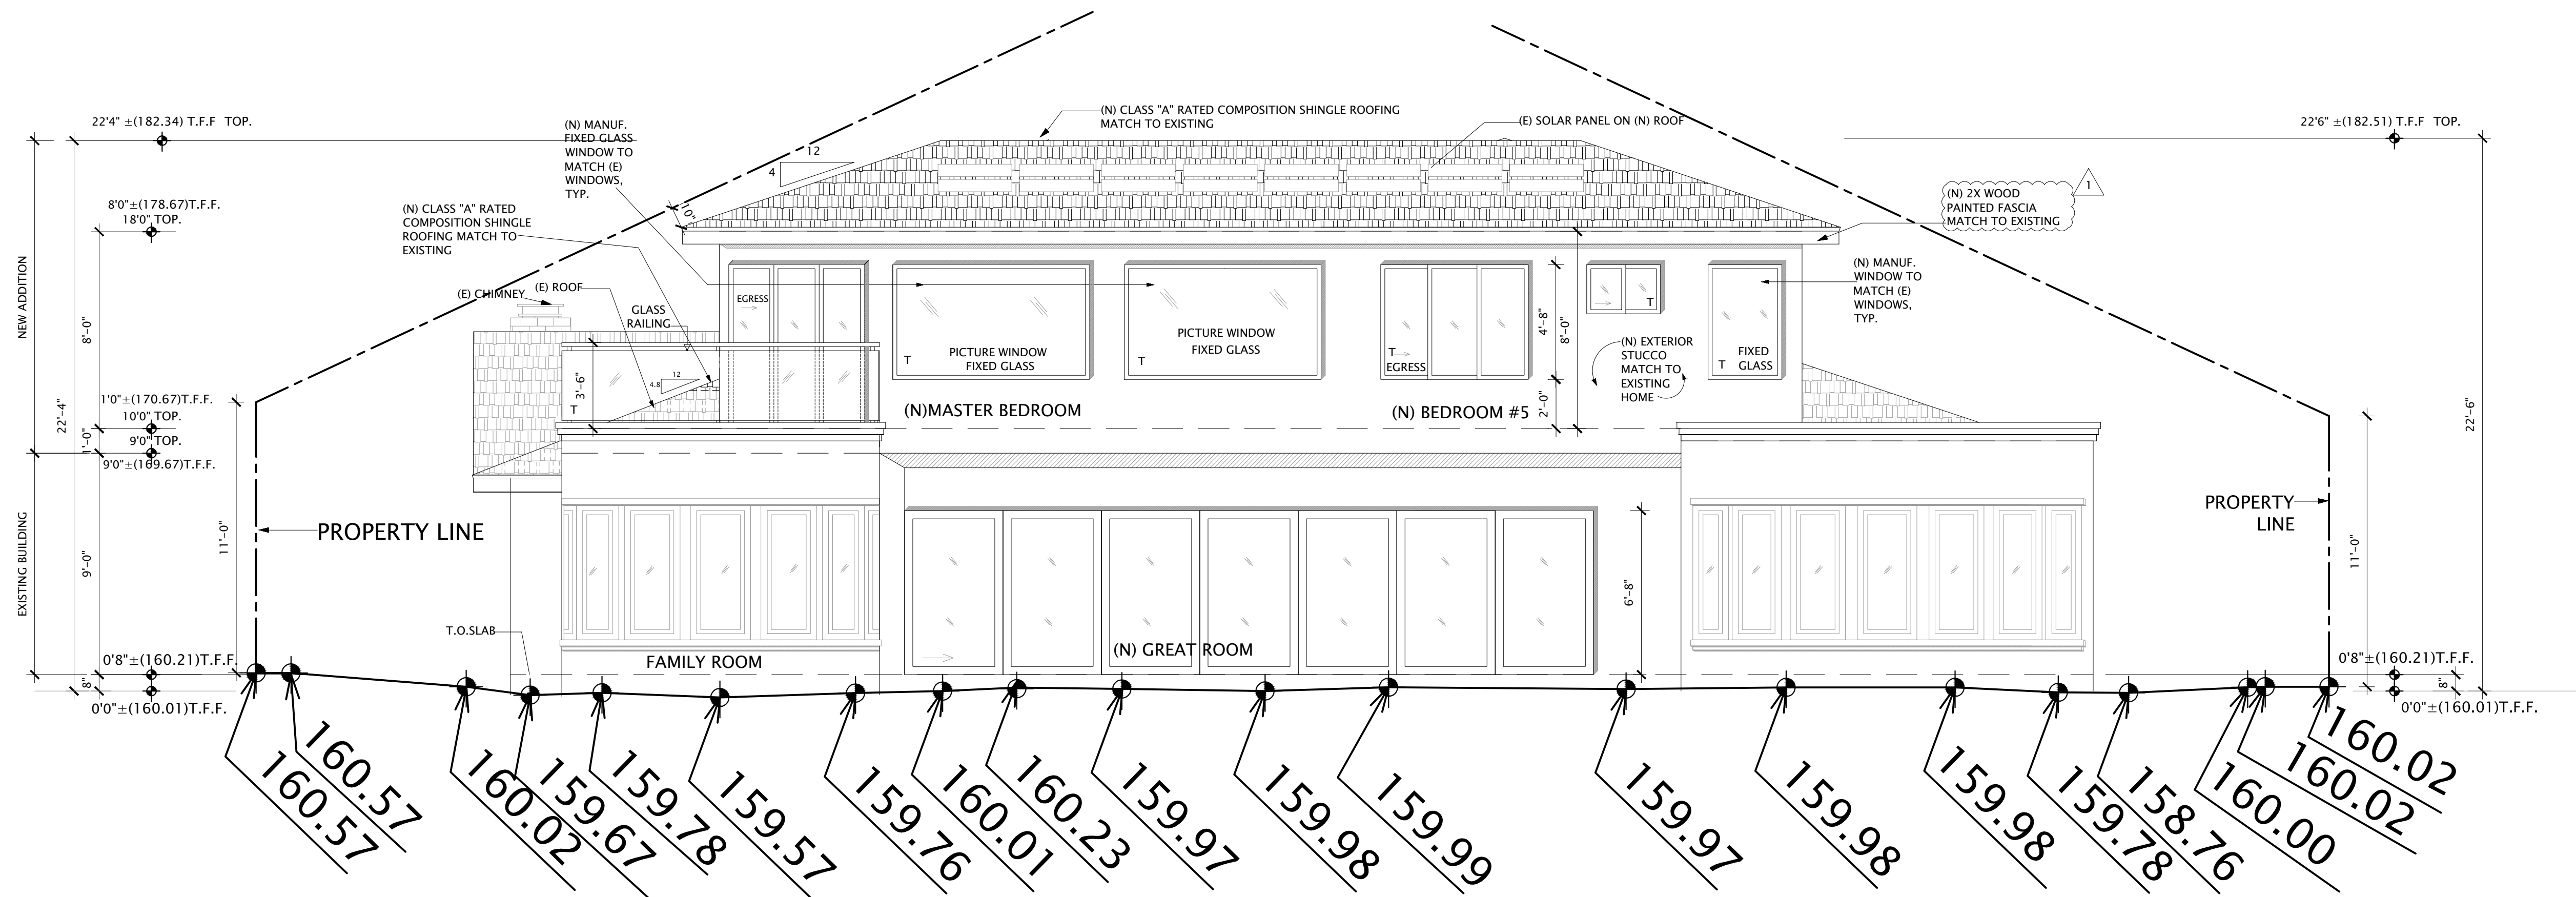 22'4" ±(182.34) T.F.F  TOP.
8'0"±(178.67)T.F.F.
18'0" TOP.
NEW ADDITION
8'-0"
22'-4"
1'0"±(170.67)T.F.F.
10'0" TOP.
1'-0"
9'0" TOP.
9'0"±(169.67)T.F.F.
EXISTING BUILDING
9'-0"
11'-0"
0'8"±(160.21)T.F.F.
8"
0'0"±(160.01)T.F.F.
PROPERTY LINE
(N) CLASS "A" RATED
COMPOSITION SHINGLE
ROOFING MATCH TO
EXISTING
(N) MANUF.
FIXED GLASS
WINDOW TO
MATCH (E)
WINDOWS,
TYP.
12
4
10"
(N) CLASS "A" RATED COMPOSITION SHINGLE ROOFING
MATCH TO EXISTING
(E) SOLAR PANEL ON (N) ROOF
(E) CHIMNEY
(E) ROOF
GLASS
RAILING
12
4.8
3'-6"
T
EGRESS
T
PICTURE WINDOW
FIXED GLASS
T
PICTURE WINDOW
FIXED GLASS
T
EGRESS
4'-8"
8'-0"
2'-0"
T
(N) EXTERIOR
STUCCO
MATCH TO
EXISTING
HOME
T
FIXED
GLASS
(N)MASTER BEDROOM
(N) BEDROOM #5
(N) MANUF.
WINDOW TO
MATCH (E)
WINDOWS,
TYP.
(N) 2X WOOD
PAINTED FASCIA
MATCH TO EXISTING
1
22'6" ±(182.51) T.F.F  TOP.
22'-6"
PROPERTY
LINE
11'-0"
6'-8"
T.O.SLAB
FAMILY ROOM
(N) GREAT ROOM
0'8"±(160.21)T.F.F.
8"
0'0"±(160.01)T.F.F.
160.57
160.57
160.02
159.67
159.78
159.57
159.76
160.01
160.23
159.97
159.98
159.99
159.97
159.98
159.98
159.78
158.76
160.00
160.02
160.02